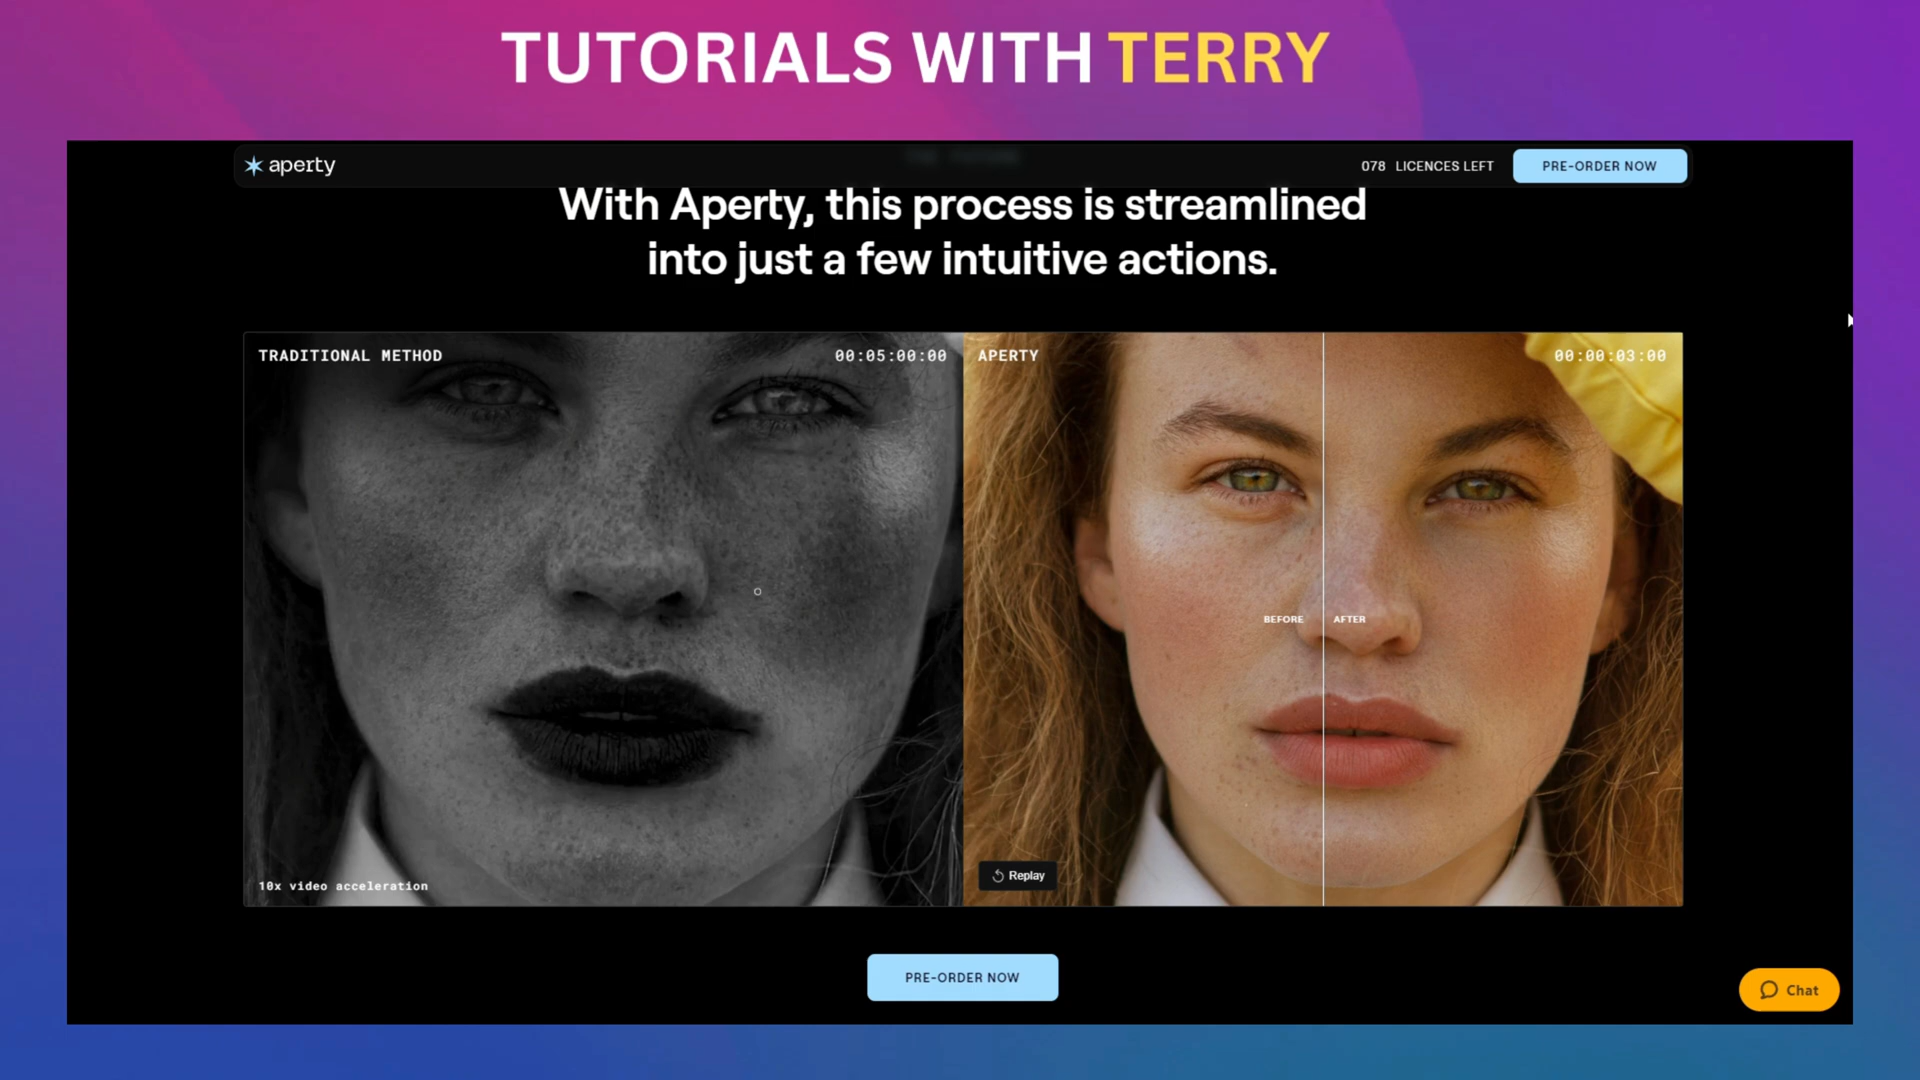 TUTORIALS WITH TERRY
aperty
078 LICENCES LEFT
PRE-ORDER NOW
With Aperty, this process is streamlined
into just a few intuitive actions.
TRADITIONAL METHOD
00:05:00:00
APERTY
00:00:03:00
BEFORE
AFTER
10x video acceleration
Replay
PRE-ORDER NOW
Chat